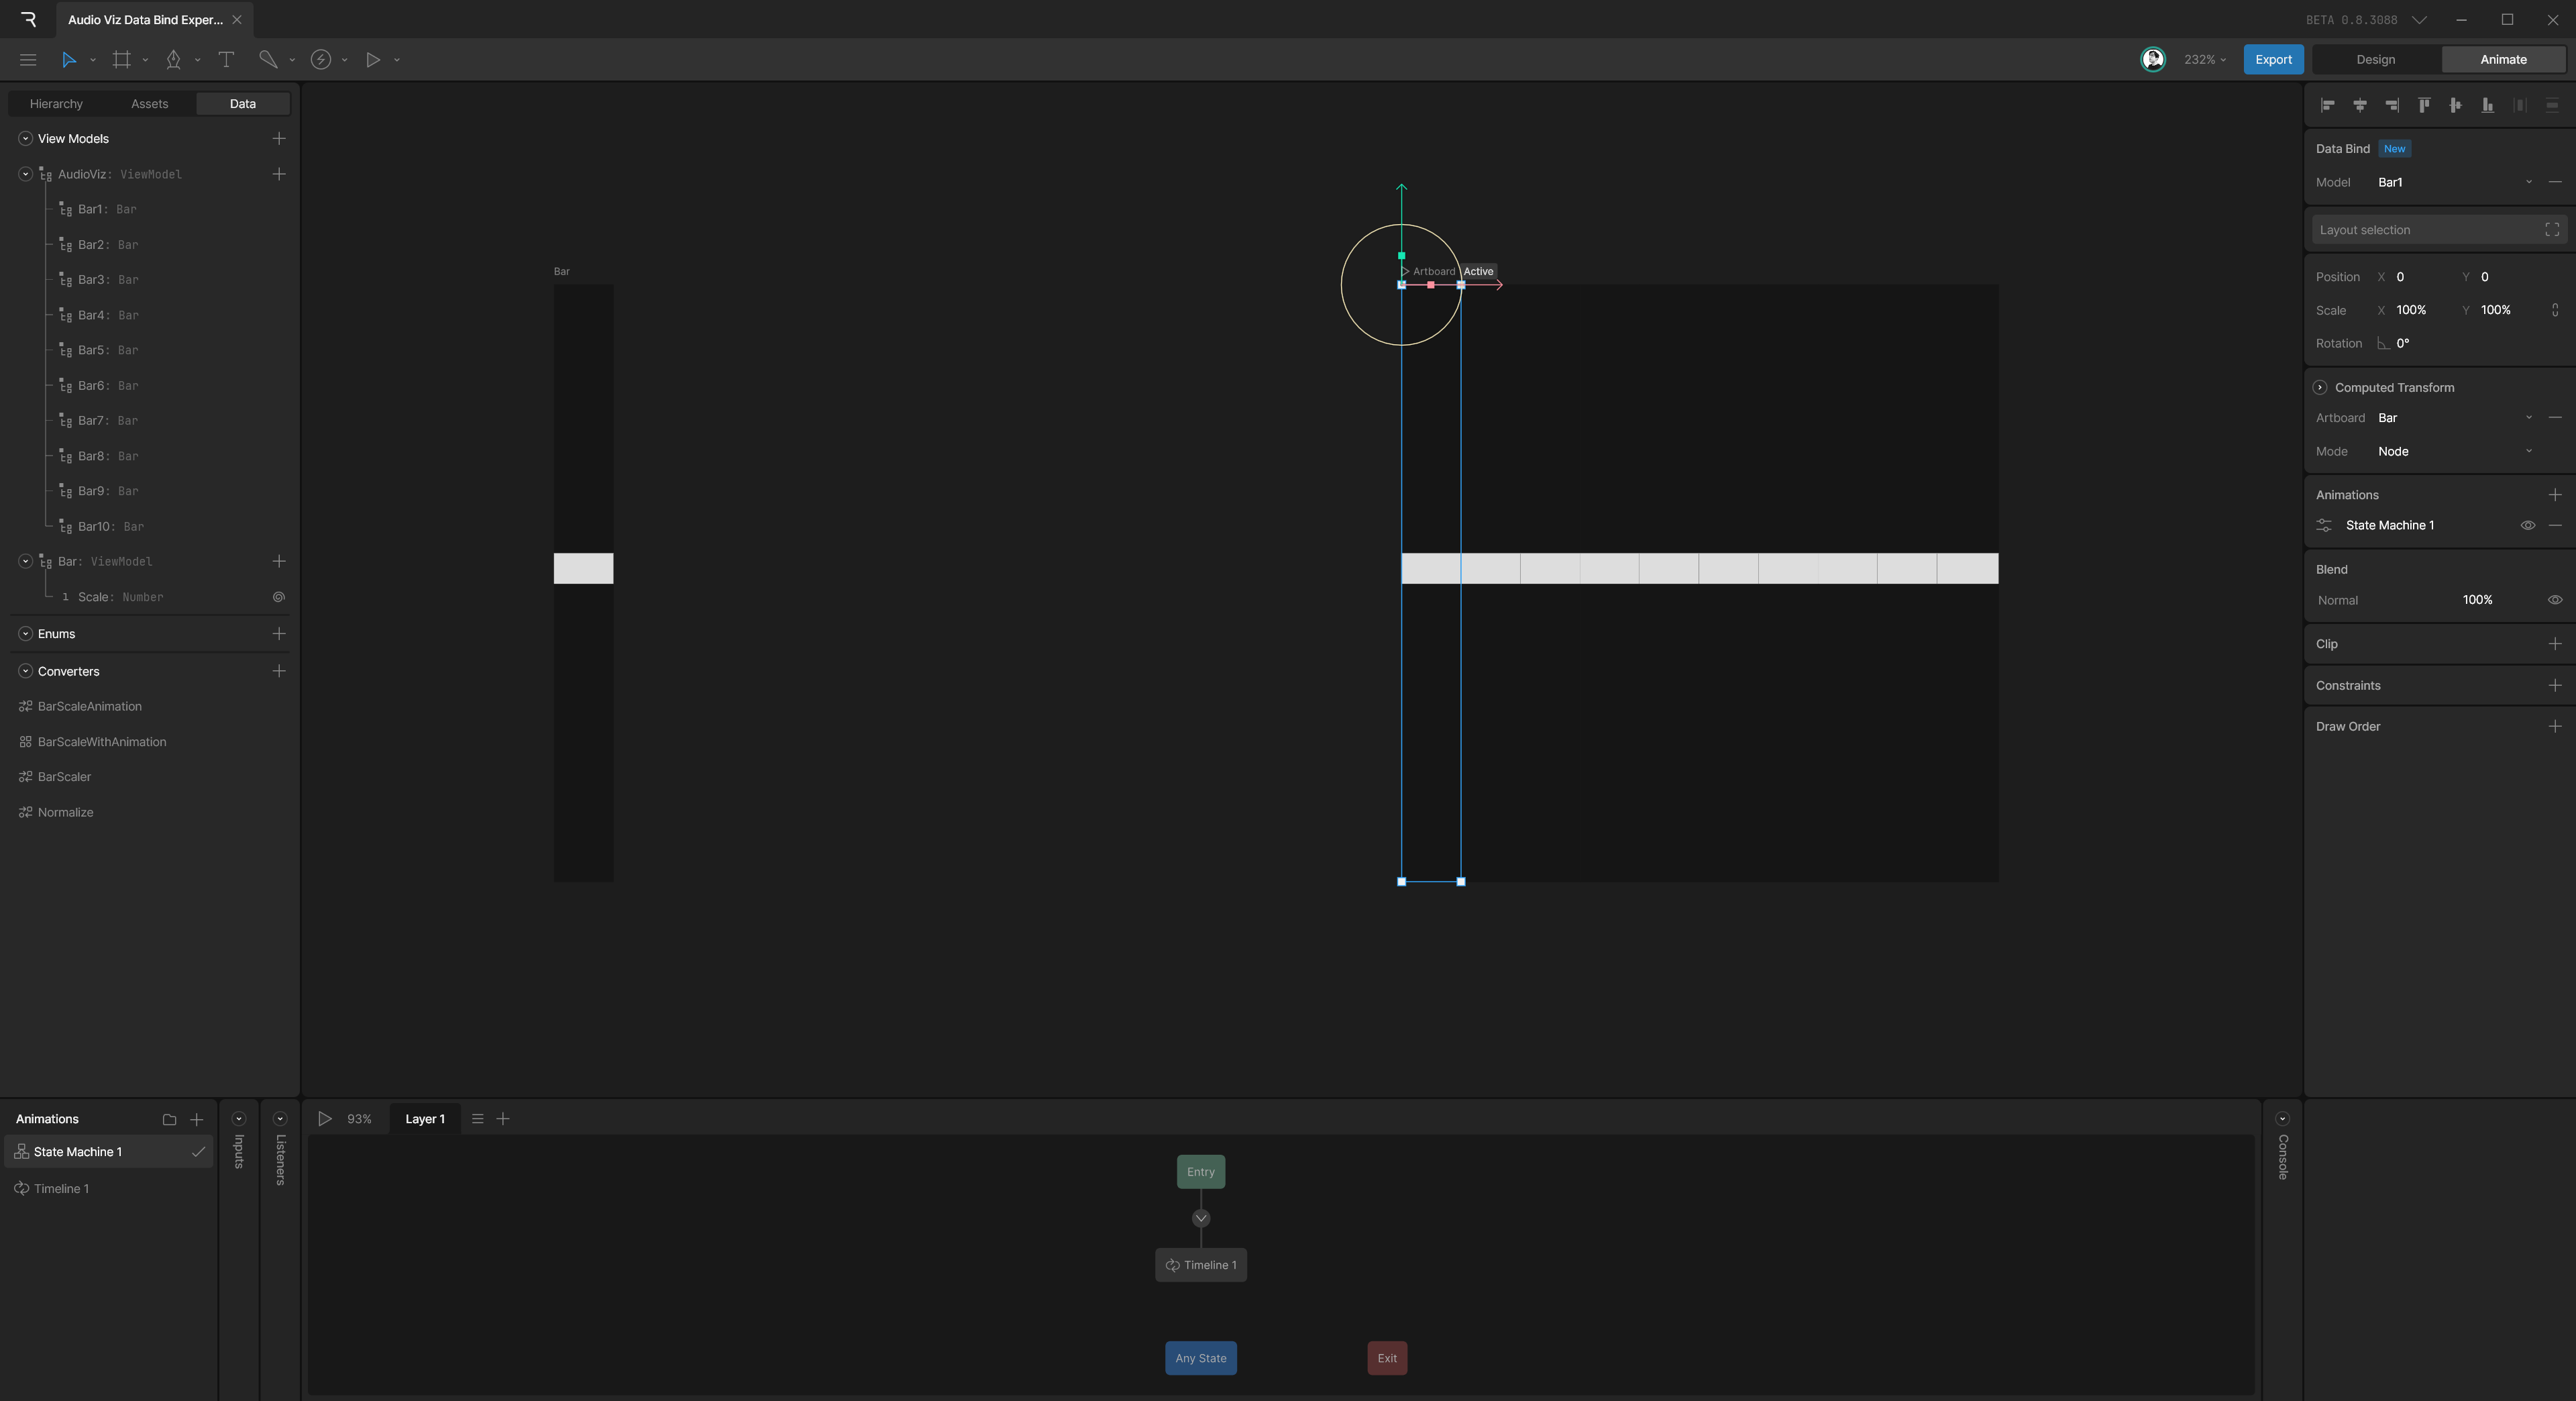 Audio Viz Data Bind Exper...
BETA 0.8.3088
232%
Export
Design
Animate
Hierarchy
Assets
Data
View Models
AudioViz: ViewModel
Bar1: Bar
Bar2: Bar
Bar3: Bar
Bar4: Bar
Bar5: Bar
Bar6: Bar
Bar7: Bar
Bar8: Bar
Bar9: Bar
Bar10: Bar
Bar: ViewModel
1 Scale: Number
Enums
Converters
BarScaleAnimation
BarScaleWithAnimation
BarScaler
Normalize
Bar
Artboard
Active
Data Bind New
Model Bar1
Layout selection
Position X 0 Y 0
Scale X 100% Y 100%
Rotation 0°
Computed Transform
Artboard Bar
Mode Node
Animations
State Machine 1
Blend
Normal 100%
Clip
Constraints
Draw Order
Animations
State Machine 1
Timeline 1
Inputs
Listeners
93%
Layer 1
Entry
Timeline 1
Any State
Exit
Console